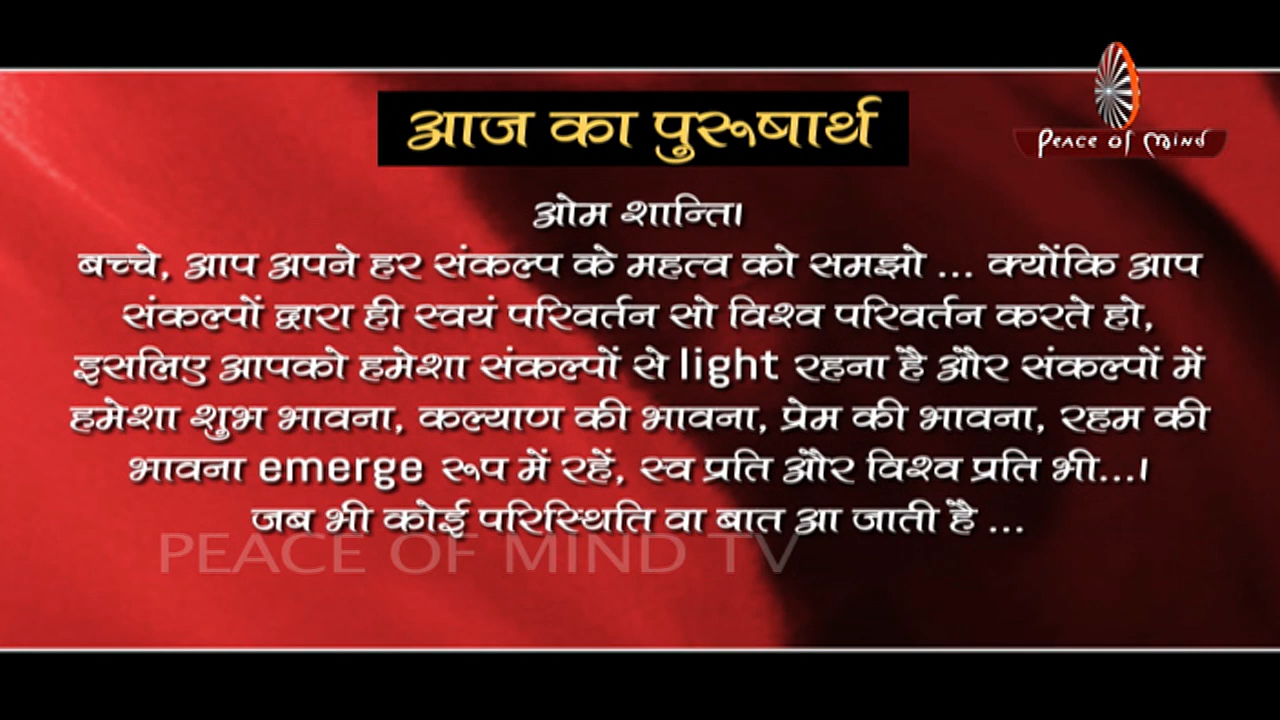 आज का पुरूषार्थ
Peace of Mind
ओम शान्ति।
बच्चे, आप अपने हर संकल्प के महत्व को समझो ... क्योंकि आप
संकल्पों द्वारा ही स्वयं परिवर्तन सो विश्व परिवर्तन करते हो,
इसलिए आपको हमेशा संकल्पों से light रहना है और संकल्पों में
हमेशा शुभ भावना, कल्याण की भावना, प्रेम की भावना, रहम की
भावना emerge रूप में रहें, स्व प्रति और विश्व प्रति भी...।
जब भी कोई परिस्थिति वा बात आ जाती है ...
PEACE OF MIND TV